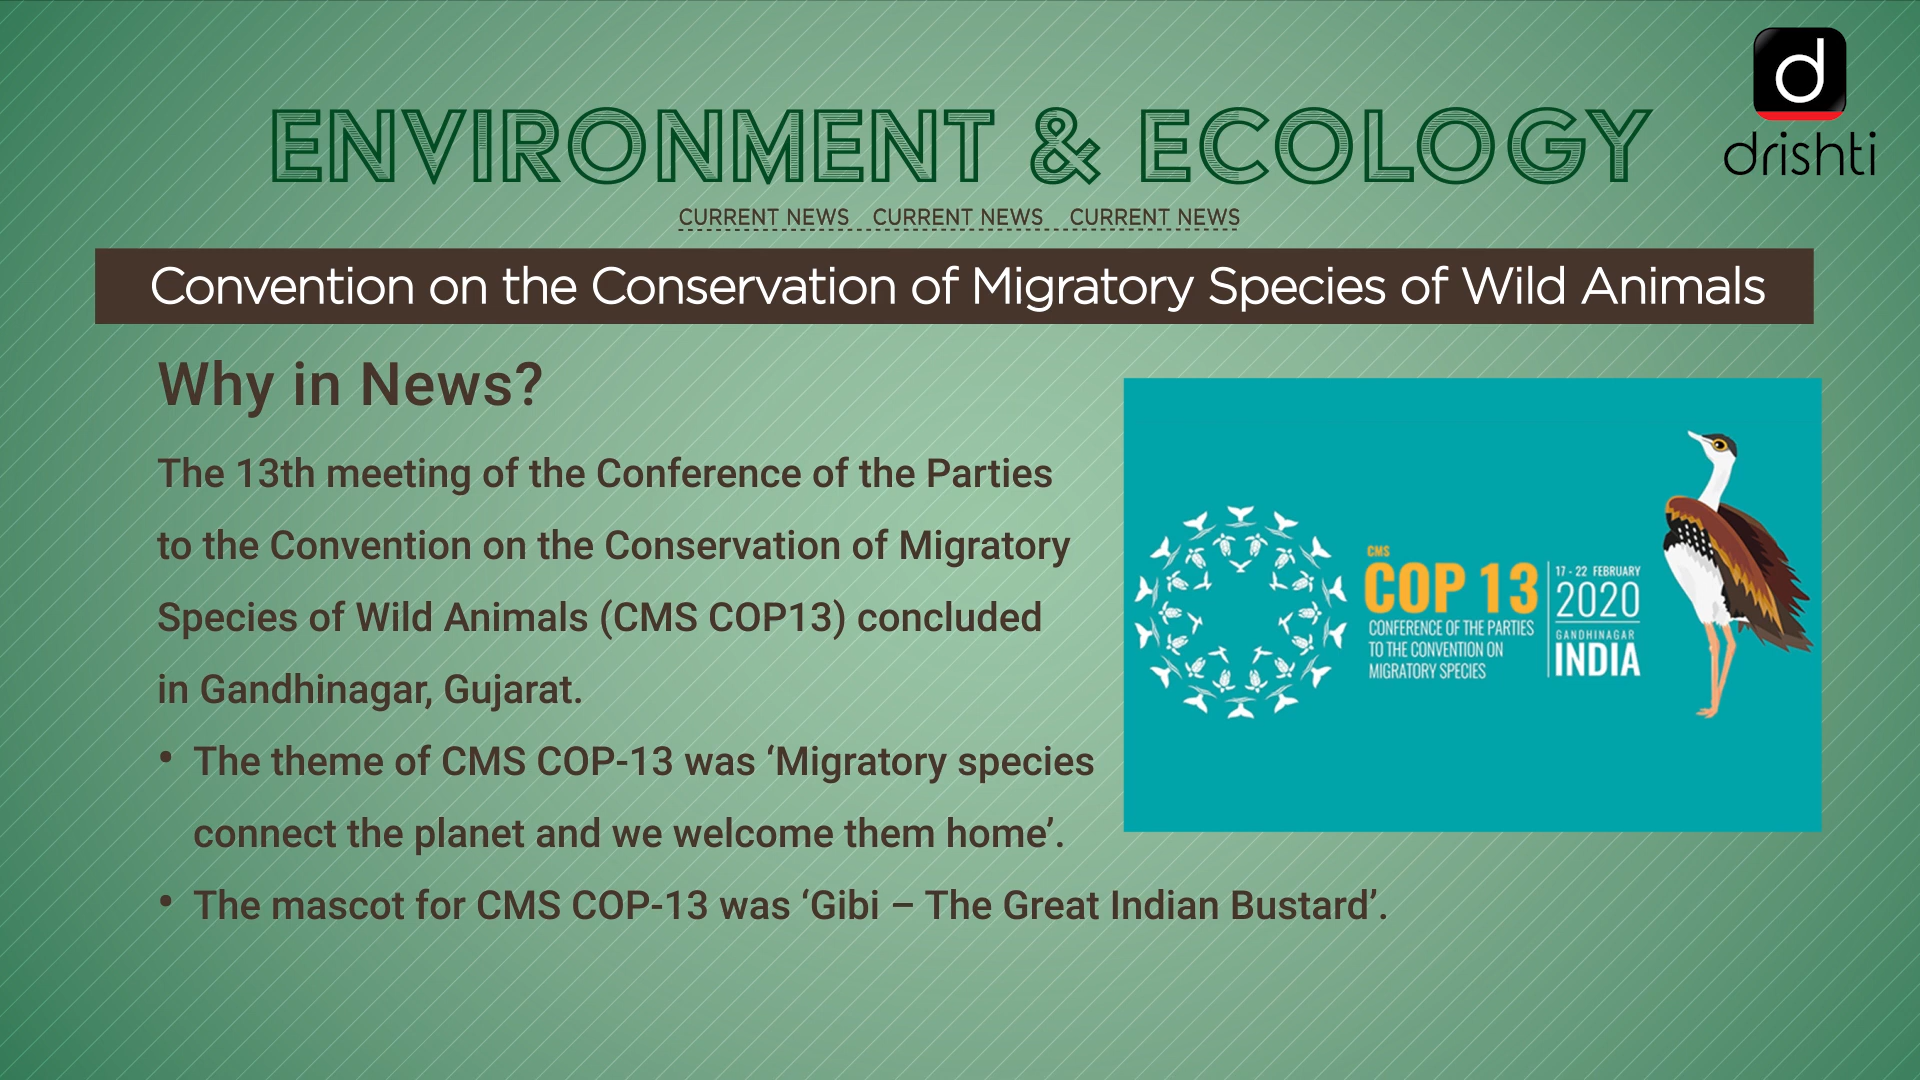 d
drishti
ENVIRONMENT & ECOLOGY
CURRENT NEWS CURRENT NEWS CURRENT NEWS
Convention on the Conservation of Migratory Species of Wild Animals
Why in News?
The 13th meeting of the Conference of the Parties
to the Convention on the Conservation of Migratory
Species of Wild Animals (CMS COP13) concluded
in Gandhinagar, Gujarat.
• The theme of CMS COP-13 was ‘Migratory species
connect the planet and we welcome them home’.
• The mascot for CMS COP-13 was ‘Gibi – The Great Indian Bustard’.
CMS
COP 13
CONFERENCE OF THE PARTIES
TO THE CONVENTION ON
MIGRATORY SPECIES
17 - 22 FEBRUARY
2020
GANDHINAGAR
INDIA